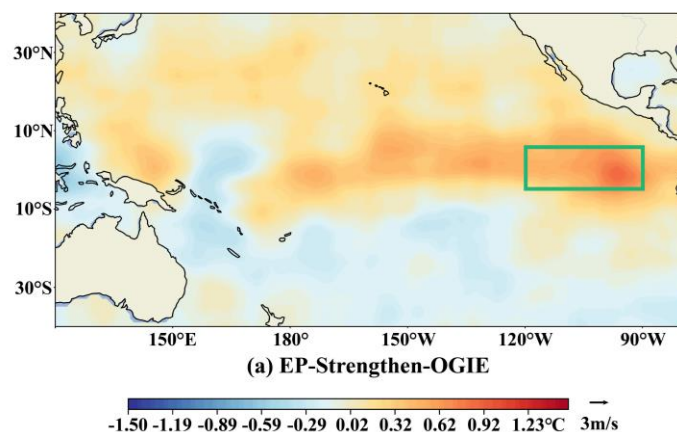 30°N
10°N
10°S
30°S
150°E 180° 150°W 120°W 90°W
(a) EP-Strengthen-OGIE
-1.50 -1.19 -0.89 -0.59 -0.29 0.02 0.32 0.62 0.92 1.23°C 3m/s